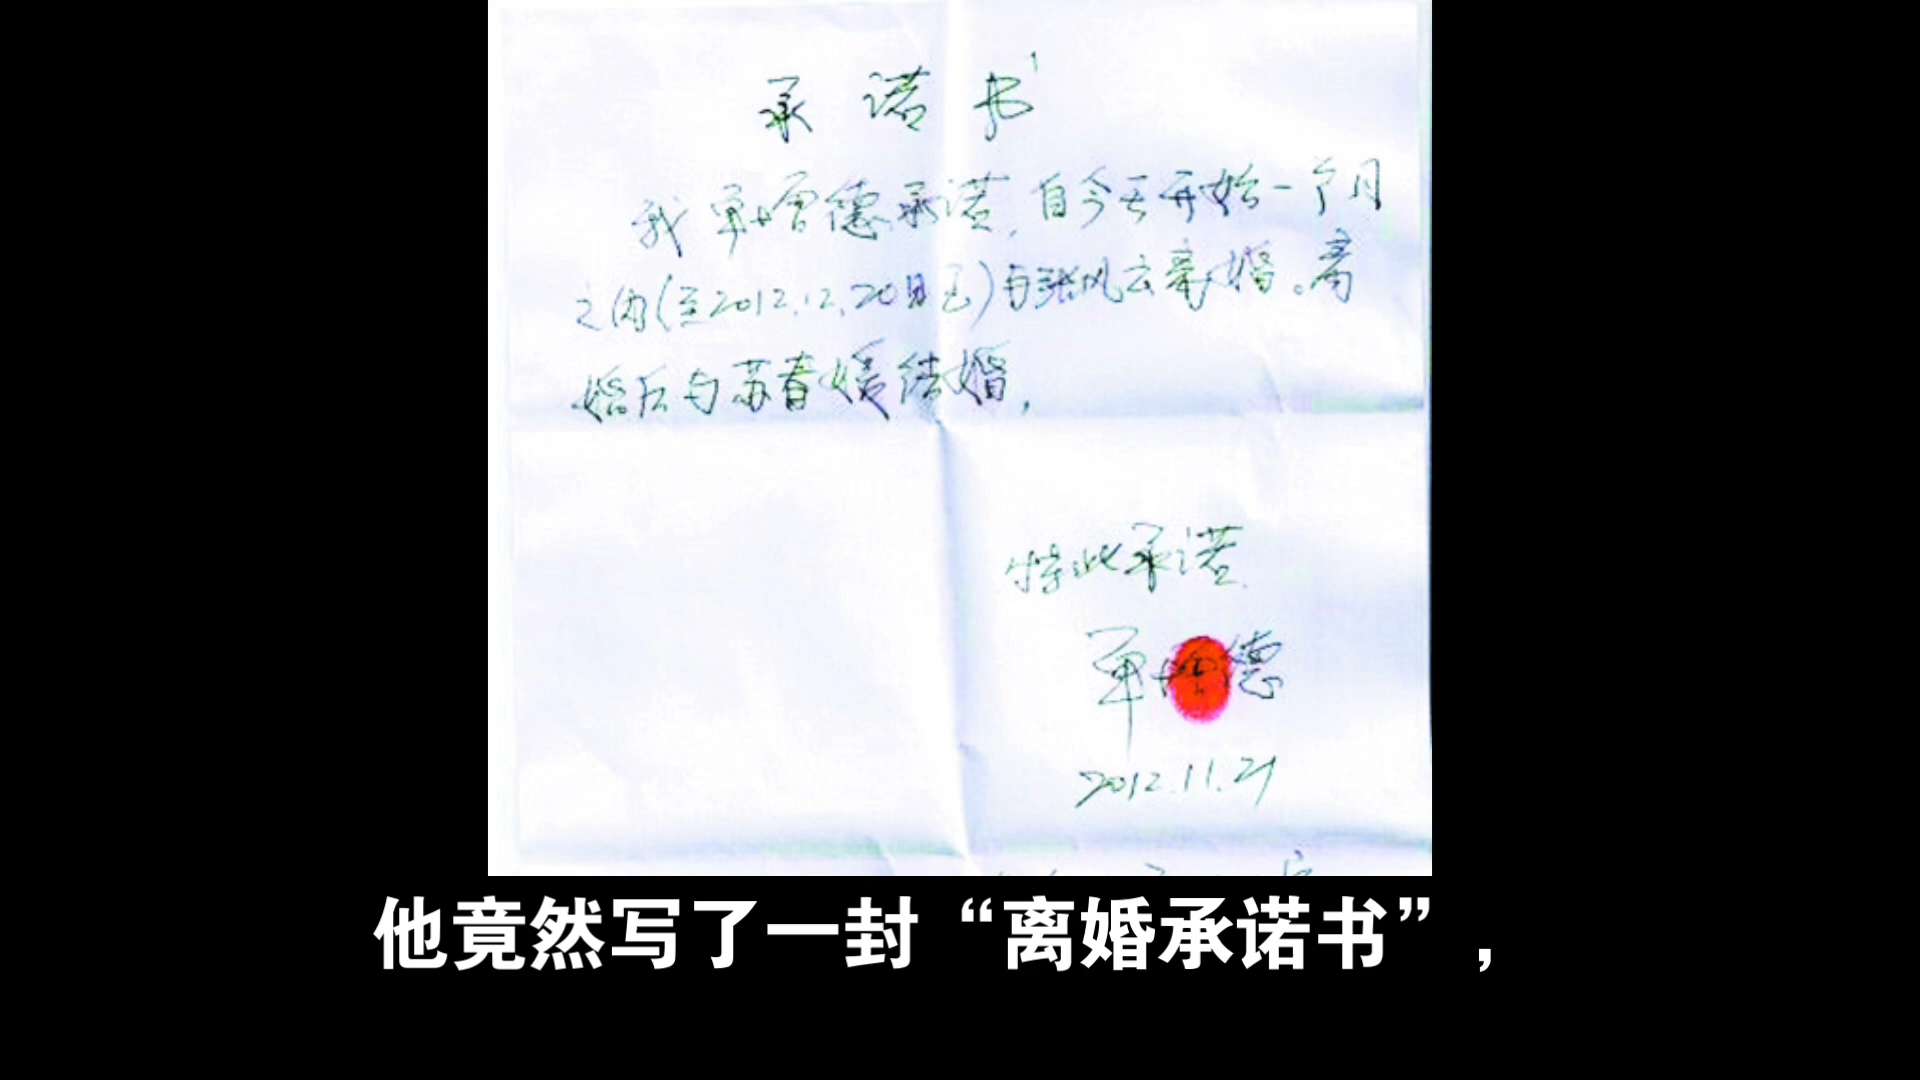 承诺书
我单增德承诺，自今天开始一个月
之内(至2012.12.20日已)与张风云离婚。离
婚后与苏春媛结婚，
特此承诺.
单增德
2012.11.21
他竟然写了一封“离婚承诺书”，